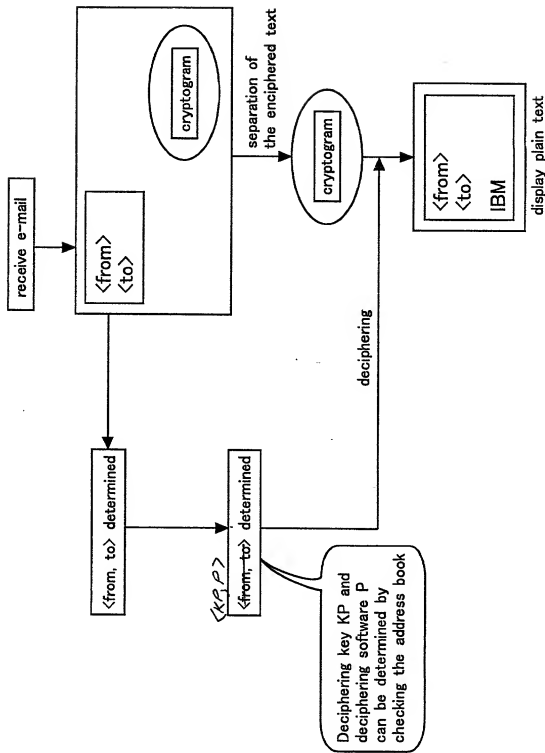 receive e-mail
<from>
<to>
cryptogram
<from, to> determined
separation of
the enciphered text
<KP, P>
<from, to> determined
cryptogram
Deciphering key KP and
deciphering software P
can be determined by
checking the address book
deciphering
<from>
<to>
IBM
display plain text